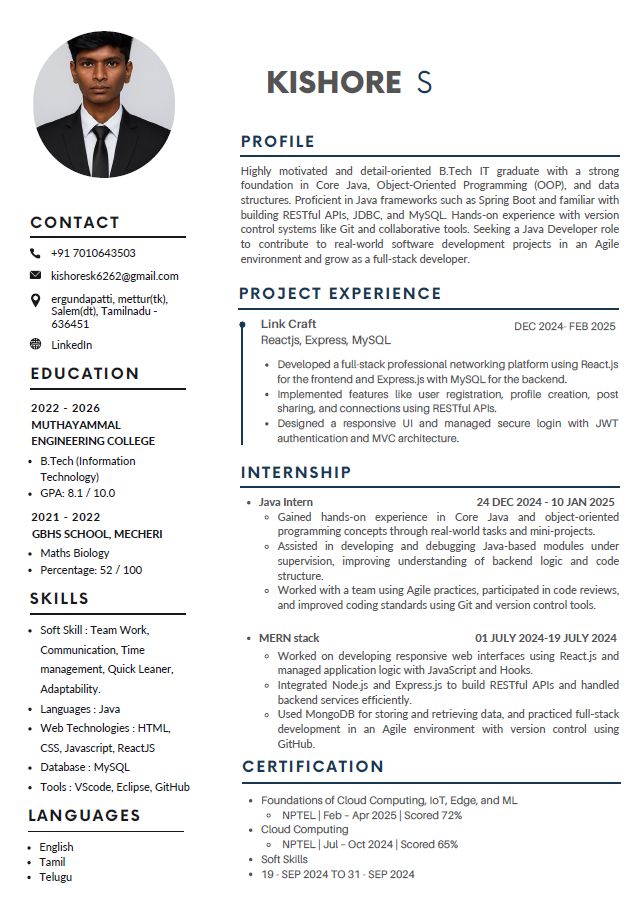 KISHORE S
CONTACT
+91 7010643503
kishoresk6262@gmail.com
ergundapatti, mettur(tk),
Salem(dt), Tamilnadu -
636451
LinkedIn
EDUCATION
2022 - 2026
MUTHAYAMMAL
ENGINEERING COLLEGE
• B.Tech (Information
Technology)
• GPA: 8.1 / 10.0
2021 - 2022
GBHS SCHOOL, MECHERI
• Maths Biology
• Percentage: 52 / 100
SKILLS
• Soft Skill : Team Work,
Communication, Time
management, Quick Leaner,
Adaptability.
• Languages : Java
• Web Technologies : HTML,
CSS, Javascript, ReactJS
• Database : MySQL
• Tools : VScode, Eclipse, GitHub
LANGUAGES
• English
• Tamil
• Telugu
PROFILE
Highly motivated and detail-oriented B.Tech IT graduate with a strong
foundation in Core Java, Object-Oriented Programming (OOP), and data
structures. Proficient in Java frameworks such as Spring Boot and familiar with
building RESTful APIs, JDBC, and MySQL. Hands-on experience with version
control systems like Git and collaborative tools. Seeking a Java Developer role
to contribute to real-world software development projects in an Agile
environment and grow as a full-stack developer.
PROJECT EXPERIENCE
Link Craft DEC 2024- FEB 2025
Reactjs, Express, MySQL
• Developed a full-stack professional networking platform using React.js
for the frontend and Express.js with MySQL for the backend.
• Implemented features like user registration, profile creation, post
sharing, and connections using RESTful APIs.
• Designed a responsive UI and managed secure login with JWT
authentication and MVC architecture.
INTERNSHIP
• Java Intern 24 DEC 2024 - 10 JAN 2025
◦ Gained hands-on experience in Core Java and object-oriented
programming concepts through real-world tasks and mini-projects.
◦ Assisted in developing and debugging Java-based modules under
supervision, improving understanding of backend logic and code
structure.
◦ Worked with a team using Agile practices, participated in code reviews,
and improved coding standards using Git and version control tools.
• MERN stack 01 JULY 2024-19 JULY 2024
◦ Worked on developing responsive web interfaces using React.js and
managed application logic with JavaScript and Hooks.
◦ Integrated Node.js and Express.js to build RESTful APIs and handled
backend services efficiently.
◦ Used MongoDB for storing and retrieving data, and practiced full-stack
development in an Agile environment with version control using
GitHub.
CERTIFICATION
• Foundations of Cloud Computing, IoT, Edge, and ML
◦ NPTEL | Feb – Apr 2025 | Scored 72%
• Cloud Computing
◦ NPTEL | Jul – Oct 2024 | Scored 65%
• Soft Skills
• 19 - SEP 2024 TO 31 - SEP 2024